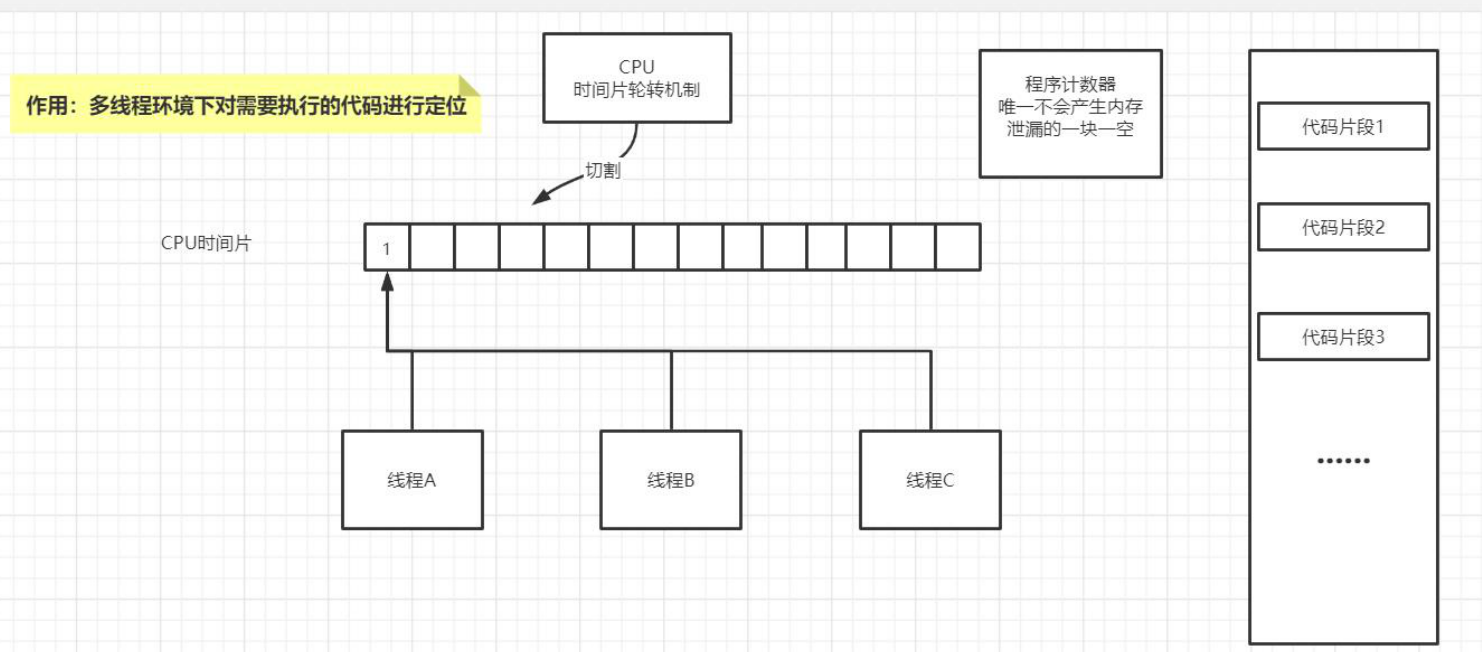 作用：多线程环境下对需要执行的代码进行定位
CPU
时间片轮转机制
程序计数器
唯一不会产生内存
泄漏的一块一空
代码片段1
切割
代码片段2
CPU时间片
1
代码片段3
......
线程A
线程B
线程C